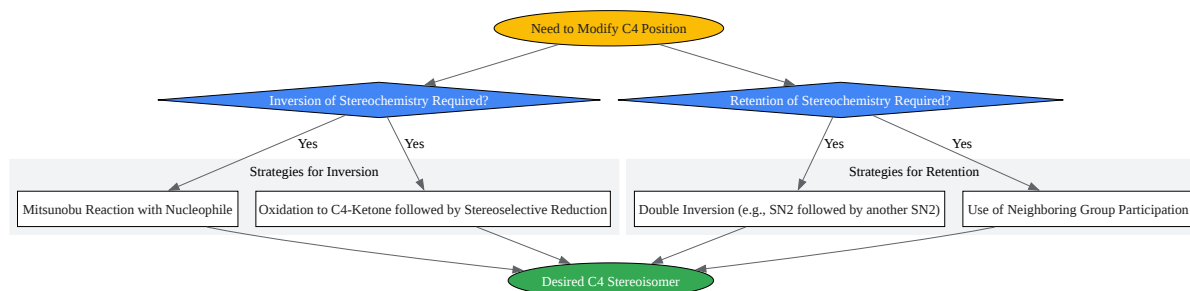 Need to Modify C4 Position
Inversion of Stereochemistry Required?
Retention of Stereochemistry Required?
Yes
Yes
Yes
Yes
Strategies for Inversion
Strategies for Retention
Mitsunobu Reaction with Nucleophile
Oxidation to C4-Ketone followed by Stereoselective Reduction
Double Inversion (e.g., SN2 followed by another SN2)
Use of Neighboring Group Participation
Desired C4 Stereoisomer